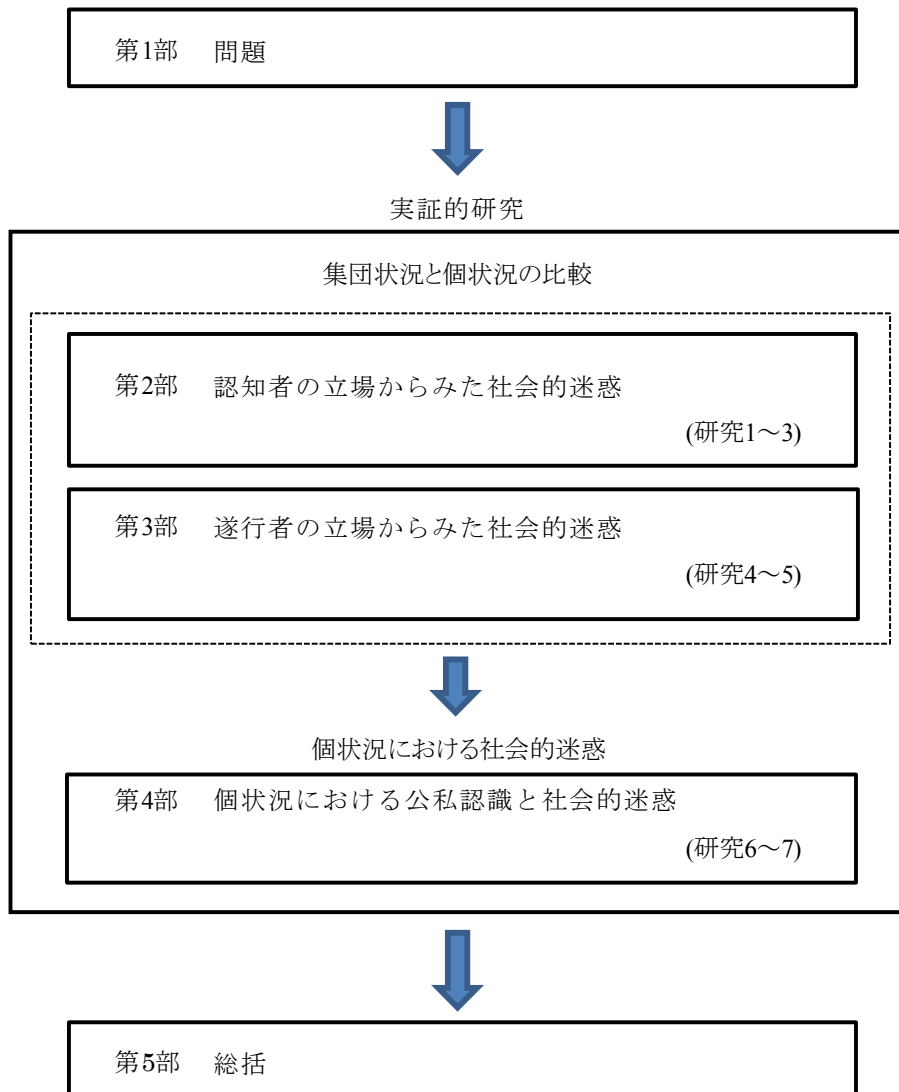 第1部 問題
実証的研究
集団状況と個状況の比較
第2部 認知者の立場からみた社会的迷惑
(研究1～3)
第3部 遂行者の立場からみた社会的迷惑
(研究4～5)
個状況における社会的迷惑
第4部 個状況における公私認識と社会的迷惑
(研究6～7)
第5部 総括